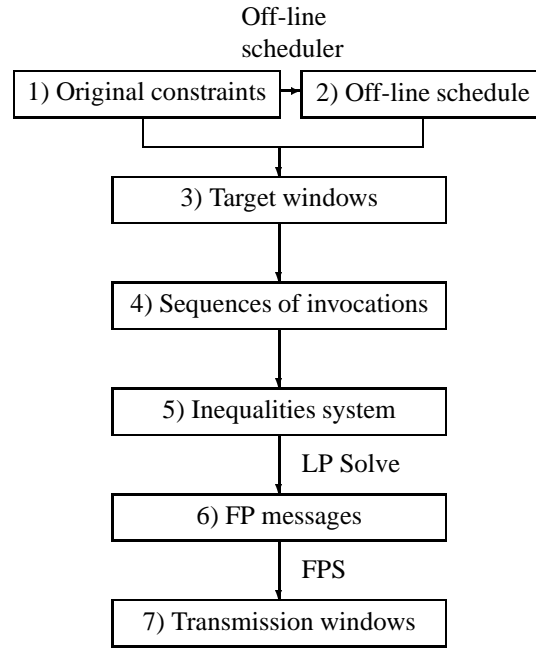 Off-line
scheduler
1) Original constraints
2) Off-line schedule
3) Target windows
4) Sequences of invocations
5) Inequalities system
LP Solve
6) FP messages
FPS
7) Transmission windows